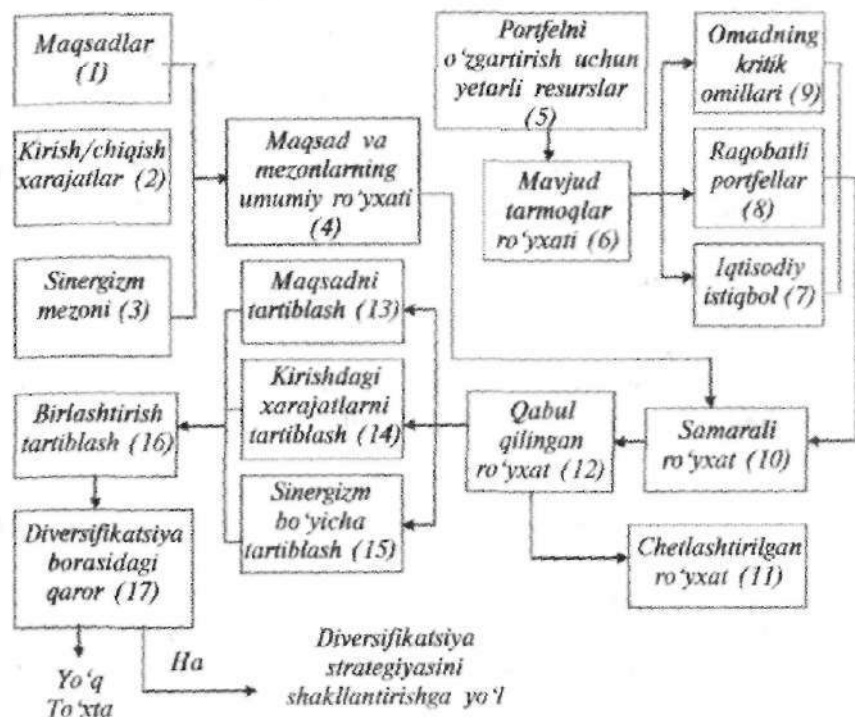 Maqsadlar
(1)
Kirish/chiqish
xarajatlar (2)
Sinergizm
mezoni (3)
Maqsad va
mezonlarning
umumiy ro‘yxati
(4)
Portfelni
o‘zgartirish uchun
yetarli resurslar
(5)
Mavjud
tarmoqlar
ro‘yxati (6)
Omadning
kritik
omillari (9)
Raqobatli
portfellar
(8)
Iqtisodiy
istiqbol (7)
Maqsadni
tartiblash (13)
Kirishdagi
xarajatlarni
tartiblash (14)
Sinergizm
bo‘yicha
tartiblash (15)
Qabul
qilingan
ro‘yxat (12)
Samarali
ro‘yxat (10)
Chetlashtirilgan
ro‘yxat (11)
Birlashtirish
tartiblash (16)
Diversifikatsiya
borasidagi
qaror (17)
Yo‘q
To‘xta
Ha
Diversifikatsiya
strategiyasini
shakllantirishga yo‘l